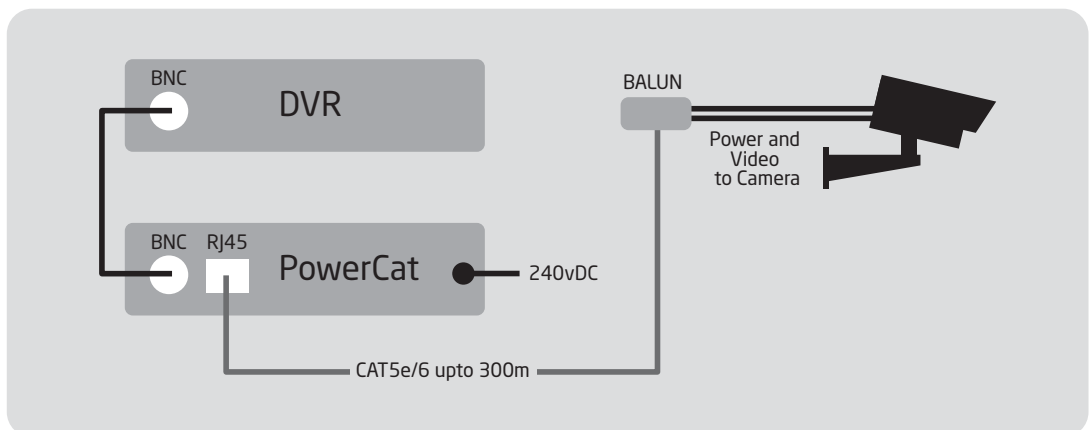 BNC
DVR
BALUN
Power and
Video
to Camera
BNC RJ45
PowerCat
240vDC
CAT5e/6 upto 300m